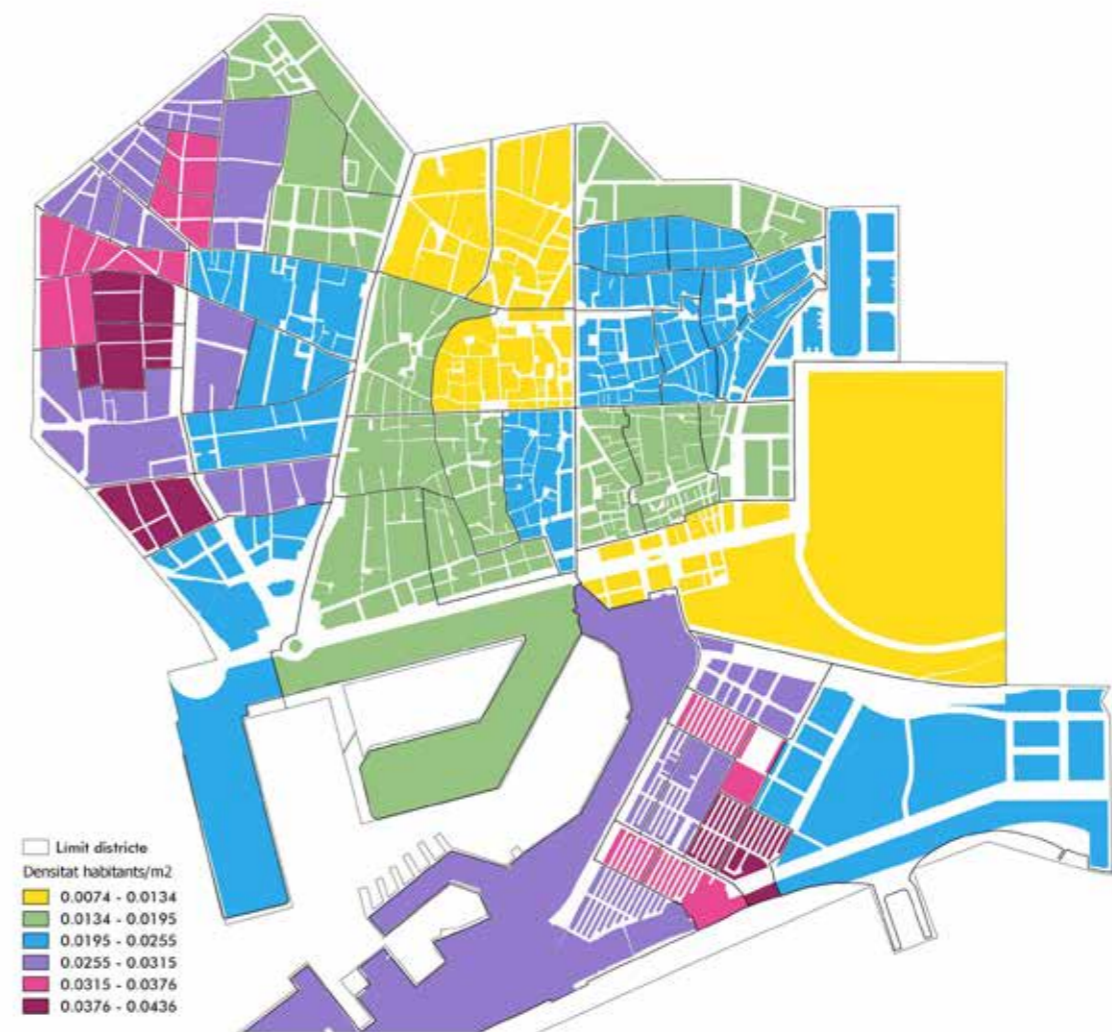 Limit districte
Densitat habitants/m2
0.0074 - 0.0134
0.0134 - 0.0195
0.0195 - 0.0255
0.0255 - 0.0315
0.0315 - 0.0376
0.0376 - 0.0436